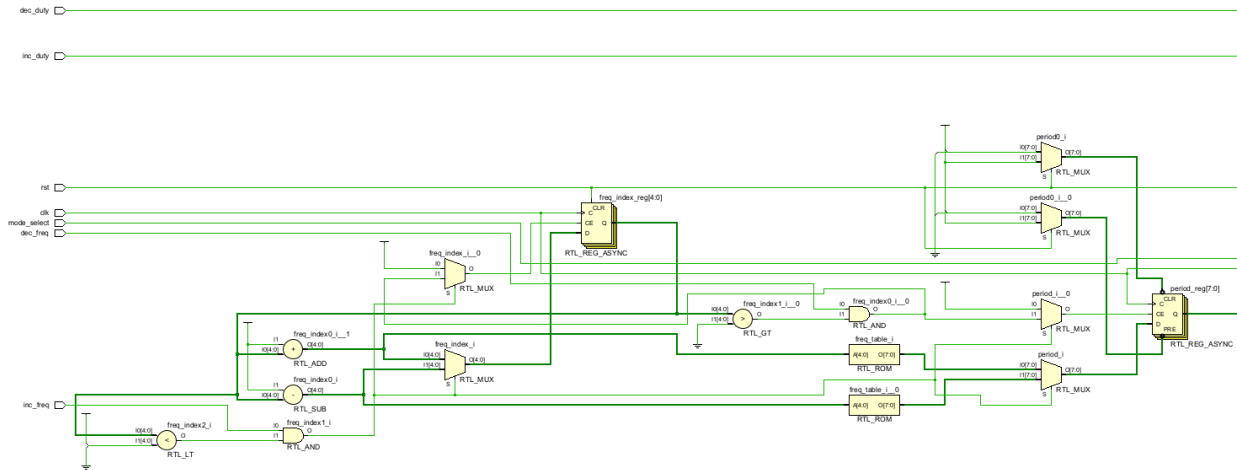 dec_duty
inc_duty
period0_i
I0[7:0]
O[7:0]
I1[7:0]
S
RTL_MUX
rst
freq_index_reg[4:0]
period0_i__0
clk
CLR
C
I0[7:0]
O[7:0]
mode_select
CE
Q
I1[7:0]
dec_freq
D
S
RTL_MUX
RTL_REG_ASYNC
freq_index_i__0
I0
O
I1
S
RTL_MUX
period_reg[7:0]
freq_index1_i__0
freq_index0_i__0
period_i__0
CLR
C
I0[4:0]
O
I0
O
I0
O
CE
Q
I1[4:0]
I1
I1
D
RTL_GT
RTL_AND
S
RTL_MUX
PRE
RTL_REG_ASYNC
freq_index0_i__1
freq_index_i
freq_table_i
I1
O[4:0]
I0[4:0]
O[4:0]
A[4:0]
O[7:0]
period_i
I0[4:0]
I1[4:0]
RTL_ADD
RTL_ROM
I0[7:0]
O[7:0]
S
RTL_MUX
I1[7:0]
freq_index0_i
S
RTL_MUX
I1
O[4:0]
freq_table_i__0
I0[4:0]
A[4:0]
O[7:0]
inc_freq
RTL_SUB
RTL_ROM
freq_index2_i
freq_index1_i
I0[4:0]
O
I0
O
I1[4:0]
I1
RTL_LT
RTL_AND